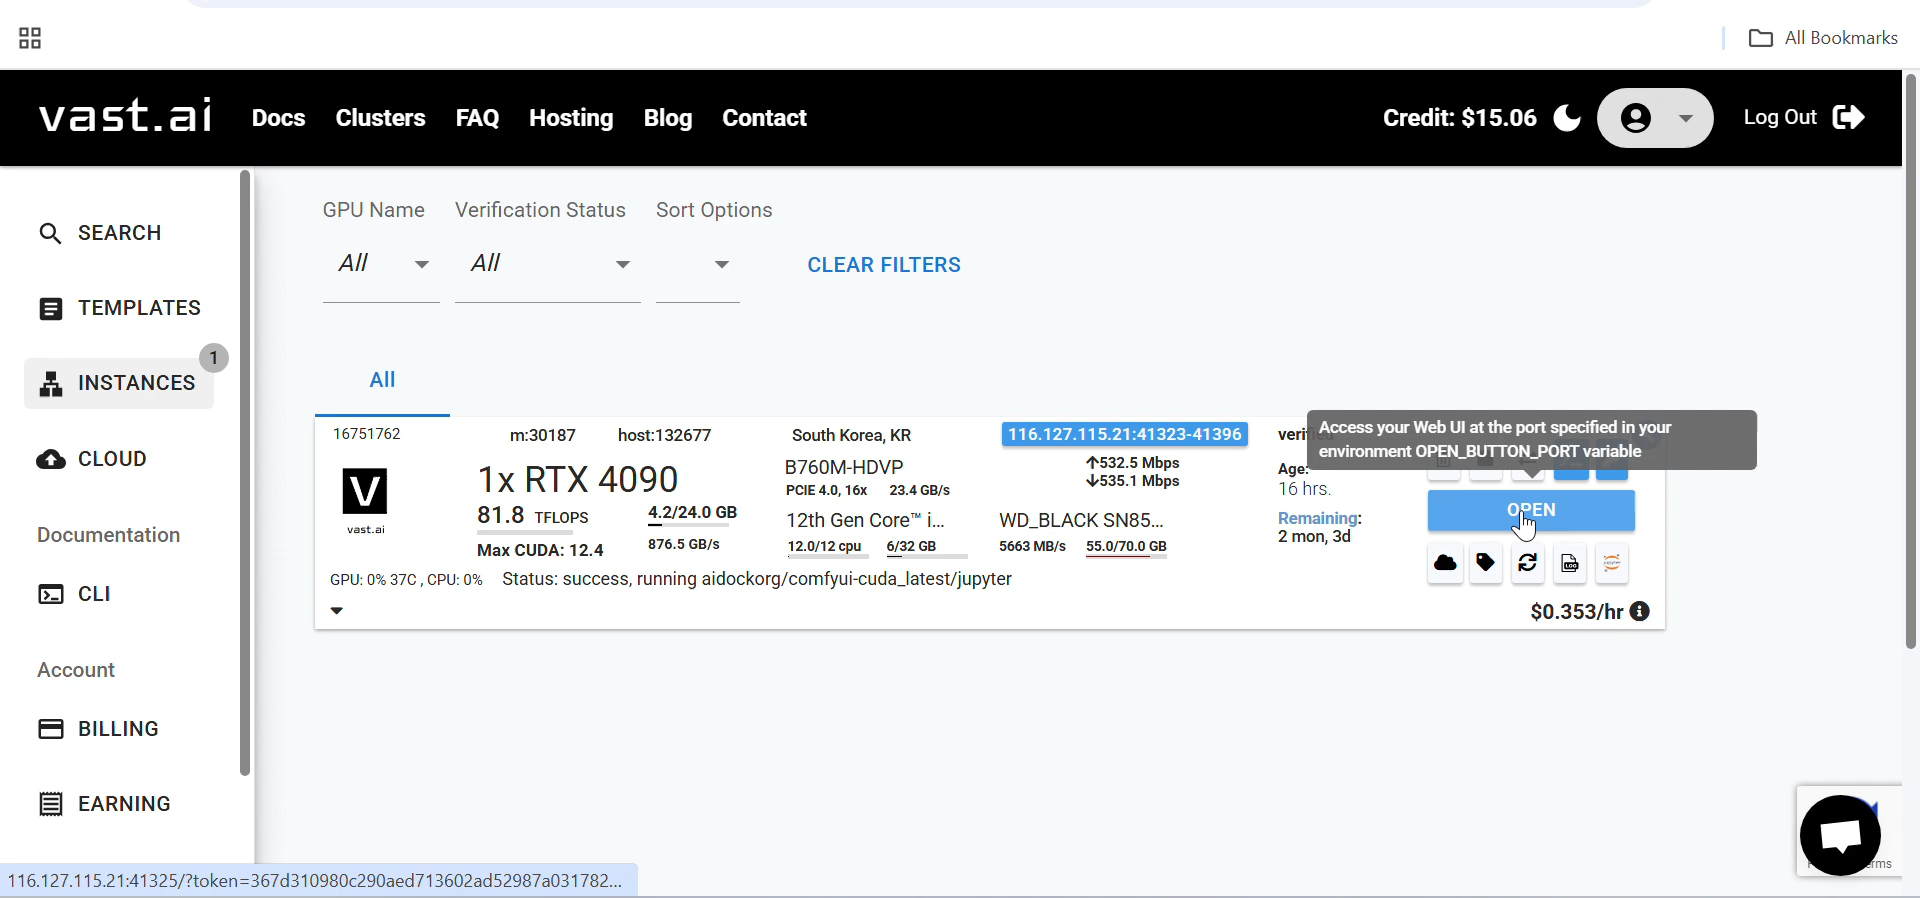 All Bookmarks
vast.ai Docs Clusters FAQ Hosting Blog Contact Credit: $15.06 Log Out
SEARCH
TEMPLATES
1
INSTANCES
CLOUD
Documentation
CLI
Account
BILLING
EARNING
GPU Name Verification Status Sort Options
All All CLEAR FILTERS
All
16751762 m:30187 host:132677 South Korea, KR 116.127.115.21:41323-41396
Access your Web UI at the port specified in your
environment OPEN_BUTTON_PORT variable
V
vast.ai
1x RTX 4090
81.8 TFLOPS 4.2/24.0 GB
Max CUDA: 12.4 876.5 GB/s
B760M-HDVP
PCIE 4.0, 16x 23.4 GB/s
12th Gen Core™ i...
12.0/12 cpu 6/32 GB
↑532.5 Mbps
↓535.1 Mbps
WD_BLACK SN85...
5663 MB/s 55.0/70.0 GB
Age:
16 hrs.
Remaining:
2 mon, 3d
OPEN
LOG
GPU: 0% 37C , CPU: 0% Status: success, running aidockorg/comfyui-cuda_latest/jupyter
$0.353/hr
116.127.115.21:41325/?token=367d310980c290aed713602ad52987a031782...